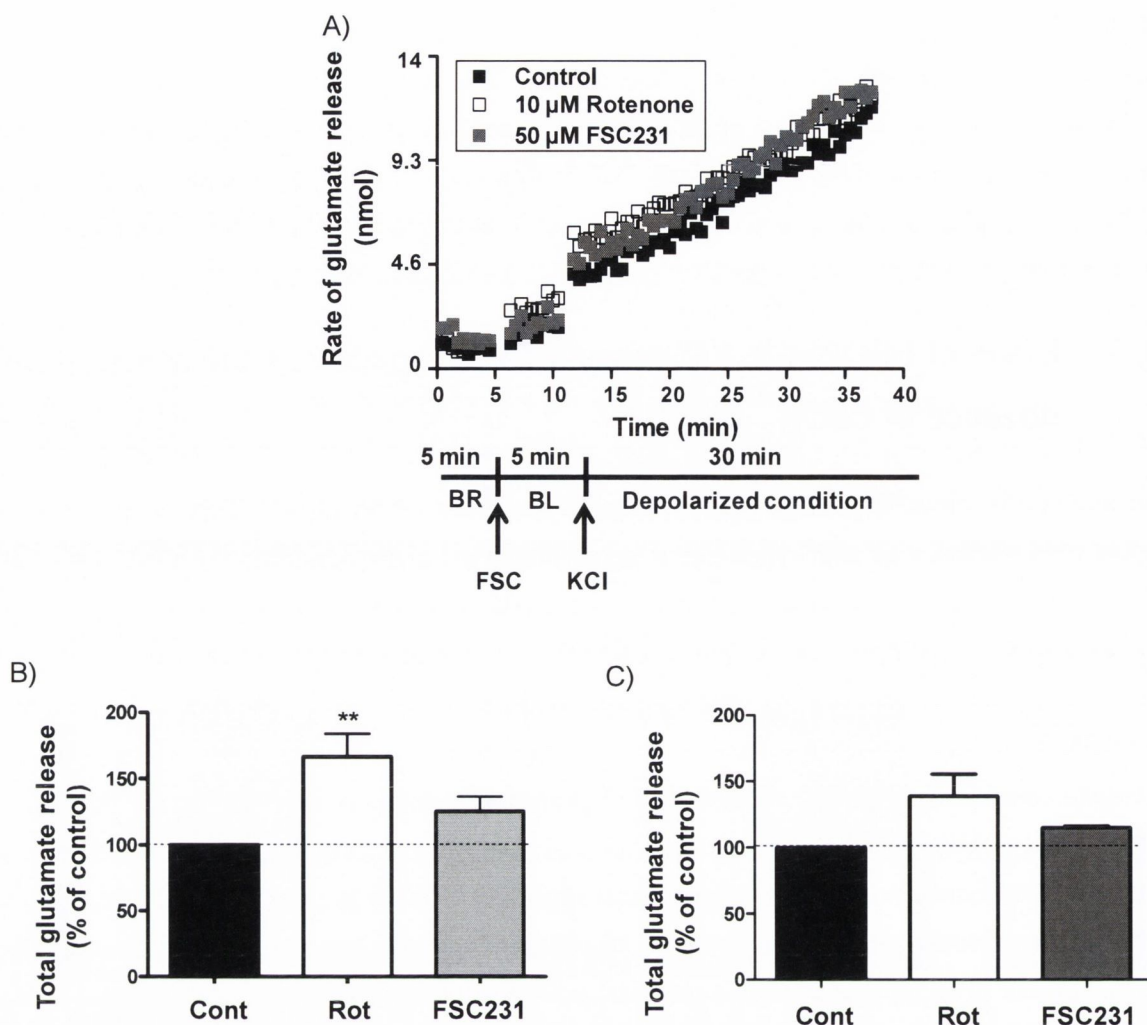 A)
Rate of glutamate release
(nmol)
14
9.3
4.6
0
Control
10 µM Rotenone
50 µM FSC231
0 5 10 15 20 25 30 35 40
Time (min)
5 min 5 min 30 min
BR BL Depolarized condition
FSC KCl
B)
Total glutamate release
(% of control)
200
150
100
50
0
**
Cont Rot FSC231
C)
Total glutamate release
(% of control)
200
150
100
50
0
Cont Rot FSC231